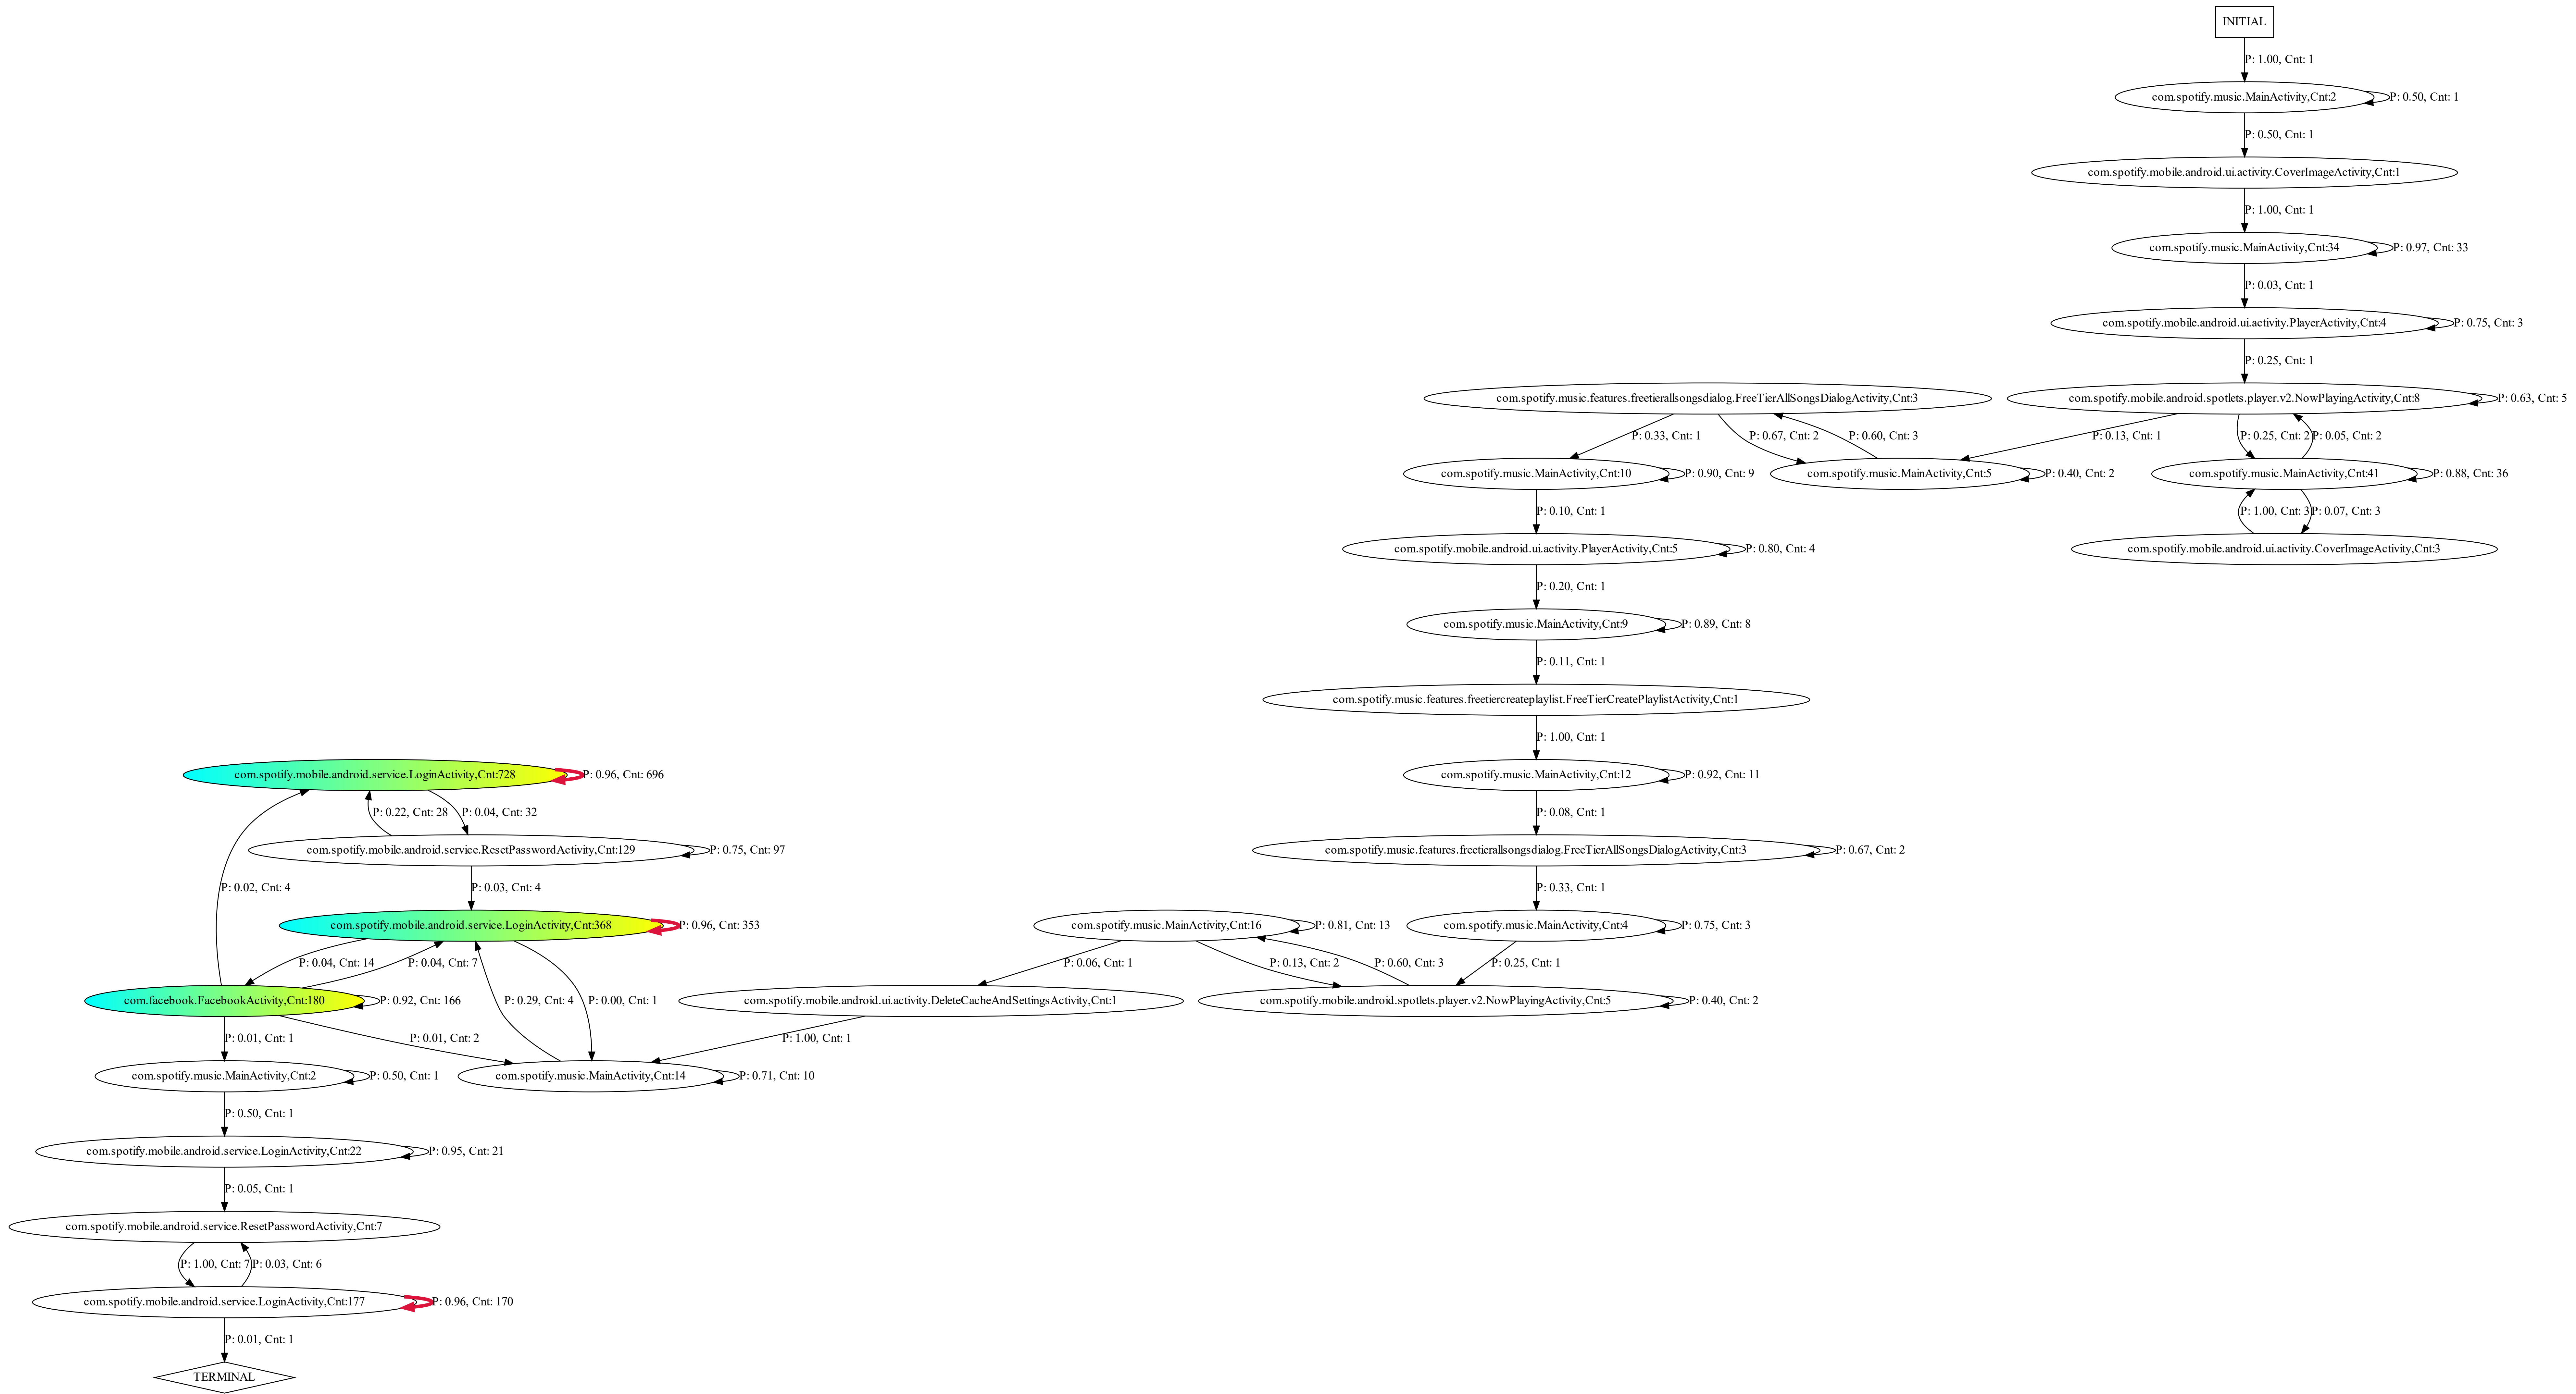 INITIAL
P: 1.00, Cnt: 1
com.spotify.music.MainActivity,Cnt:2
P: 0.50, Cnt: 1
P: 0.50, Cnt: 1
com.spotify.mobile.android.ui.activity.CoverImageActivity,Cnt:1
P: 1.00, Cnt: 1
com.spotify.music.MainActivity,Cnt:34
P: 0.97, Cnt: 33
P: 0.03, Cnt: 1
com.spotify.mobile.android.ui.activity.PlayerActivity,Cnt:4
P: 0.75, Cnt: 3
P: 0.25, Cnt: 1
com.spotify.music.features.freetierallsongsdialog.FreeTierAllSongsDialogActivity,Cnt:3
com.spotify.mobile.android.spotlets.player.v2.NowPlayingActivity,Cnt:8
P: 0.63, Cnt: 5
P: 0.33, Cnt: 1
P: 0.67, Cnt: 2
P: 0.60, Cnt: 3
P: 0.13, Cnt: 1
P: 0.25, Cnt: 2
P: 0.05, Cnt: 2
com.spotify.music.MainActivity,Cnt:10
P: 0.90, Cnt: 9
com.spotify.music.MainActivity,Cnt:5
P: 0.40, Cnt: 2
com.spotify.music.MainActivity,Cnt:41
P: 0.88, Cnt: 36
P: 0.10, Cnt: 1
P: 1.00, Cnt: 3
P: 0.07, Cnt: 3
com.spotify.mobile.android.ui.activity.PlayerActivity,Cnt:5
P: 0.80, Cnt: 4
com.spotify.mobile.android.ui.activity.CoverImageActivity,Cnt:3
P: 0.20, Cnt: 1
com.spotify.music.MainActivity,Cnt:9
P: 0.89, Cnt: 8
P: 0.11, Cnt: 1
com.spotify.music.features.freetiercreateplaylist.FreeTierCreatePlaylistActivity,Cnt:1
P: 1.00, Cnt: 1
com.spotify.mobile.android.service.LoginActivity,Cnt:728
P: 0.96, Cnt: 696
com.spotify.music.MainActivity,Cnt:12
P: 0.92, Cnt: 11
P: 0.22, Cnt: 28
P: 0.04, Cnt: 32
P: 0.08, Cnt: 1
com.spotify.mobile.android.service.ResetPasswordActivity,Cnt:129
P: 0.75, Cnt: 97
com.spotify.music.features.freetierallsongsdialog.FreeTierAllSongsDialogActivity,Cnt:3
P: 0.67, Cnt: 2
P: 0.02, Cnt: 4
P: 0.03, Cnt: 4
P: 0.33, Cnt: 1
com.spotify.mobile.android.service.LoginActivity,Cnt:368
P: 0.96, Cnt: 353
com.spotify.music.MainActivity,Cnt:16
P: 0.81, Cnt: 13
com.spotify.music.MainActivity,Cnt:4
P: 0.75, Cnt: 3
P: 0.04, Cnt: 14
P: 0.04, Cnt: 7
P: 0.06, Cnt: 1
P: 0.13, Cnt: 2
P: 0.60, Cnt: 3
P: 0.25, Cnt: 1
com.facebook.FacebookActivity,Cnt:180
P: 0.92, Cnt: 166
P: 0.29, Cnt: 4
P: 0.00, Cnt: 1
com.spotify.mobile.android.ui.activity.DeleteCacheAndSettingsActivity,Cnt:1
com.spotify.mobile.android.spotlets.player.v2.NowPlayingActivity,Cnt:5
P: 0.40, Cnt: 2
P: 0.01, Cnt: 1
P: 0.01, Cnt: 2
P: 1.00, Cnt: 1
com.spotify.music.MainActivity,Cnt:2
P: 0.50, Cnt: 1
com.spotify.music.MainActivity,Cnt:14
P: 0.71, Cnt: 10
P: 0.50, Cnt: 1
com.spotify.mobile.android.service.LoginActivity,Cnt:22
P: 0.95, Cnt: 21
P: 0.05, Cnt: 1
com.spotify.mobile.android.service.ResetPasswordActivity,Cnt:7
P: 1.00, Cnt: 7
P: 0.03, Cnt: 6
com.spotify.mobile.android.service.LoginActivity,Cnt:177
P: 0.96, Cnt: 170
P: 0.01, Cnt: 1
TERMINAL